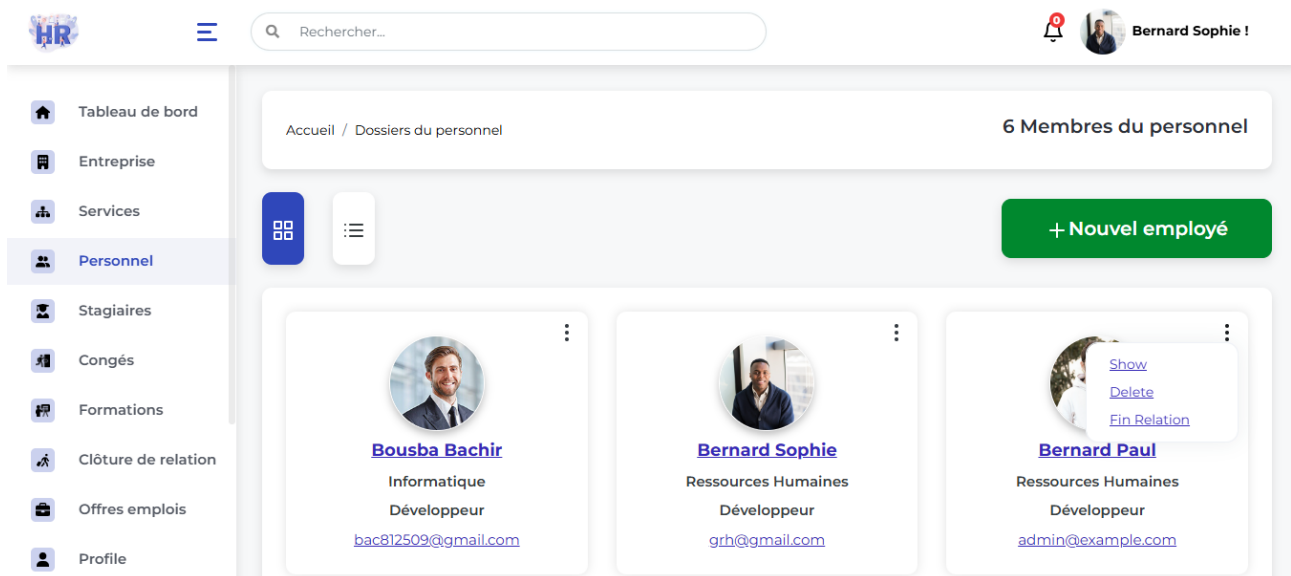 HR
Rechercher...
0
Bernard Sophie !
Tableau de bord
Entreprise
Services
Personnel
Stagiaires
Congés
Formations
Clôture de relation
Offres emplois
Profile
Accueil / Dossiers du personnel
6 Membres du personnel
+ Nouvel employé
Bousba Bachir
Informatique
Développeur
bac812509@gmail.com
Bernard Sophie
Ressources Humaines
Développeur
grh@gmail.com
Show
Delete
Fin Relation
Bernard Paul
Ressources Humaines
Développeur
admin@example.com